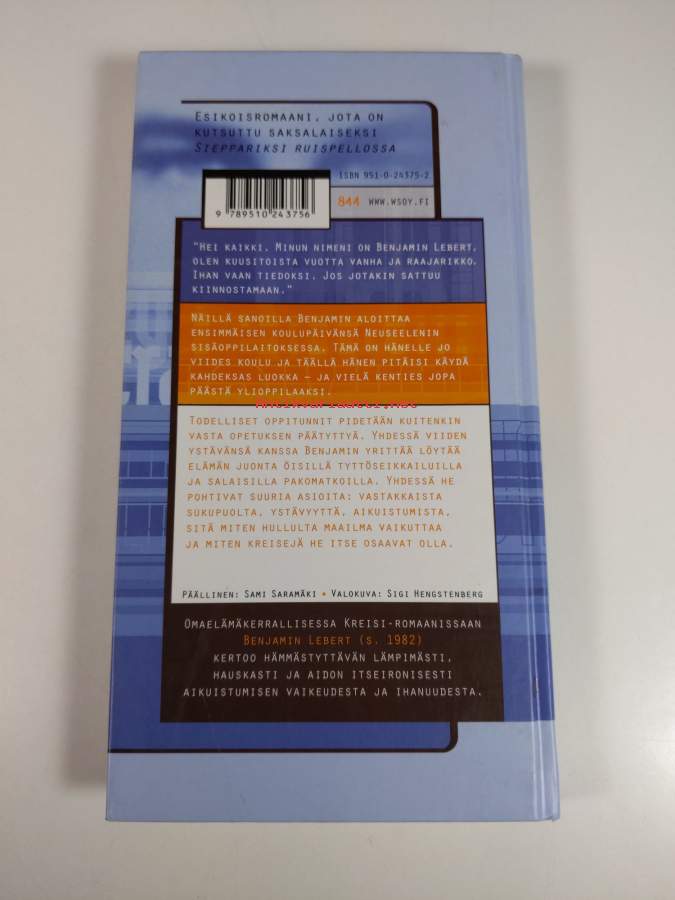 ESIKOISROMAANI, JOTA ON
KUTSUTTU SAKSALAISEKSI
SIEPPARIKSI RUISPELLOSSA
ISBN 951-0-24375-2
9 789510 243756
844 WWW.WSOY.FI
"HEI KAIKKI. MINUN NIMENI ON BENJAMIN LEBERT,
OLEN KUUSITOISTA VUOTTA VANHA JA RAAJARIKKO.
IHAN VAAN TIEDOKSI. JOS JOTAKIN SATTUU
KIINNOSTAMAAN."
NÄILLÄ SANOILLA BENJAMIN ALOITTAA
ENSIMMÄISEN KOULUPÄIVÄNSÄ NEUSEELENIN
SISÄOPPILAITOKSESSA. TÄMÄ ON HÄNELLE JO
VIIDES KOULU JA TÄÄLLÄ HÄNEN PITÄISI KÄYDÄ
KAHDEKSAS LUOKKA – JA VIELÄ KENTIES JOPA
PÄÄSTÄ YLIOPPILAAKSI.
Antikvariaatti.net
TODELLISET OPPITUNNIT PIDETÄÄN KUITENKIN
VASTA OPETUKSEN PÄÄTYTTYÄ. YHDESSÄ VIIDEN
YSTÄVÄNSÄ KANSSA BENJAMIN YRITTÄÄ LÖYTÄÄ
ELÄMÄN JUONTA ÖISILLÄ TYTTÖSEIKKAILUILLA
JA SALAISILLA PAKOMATKOILLA. YHDESSÄ HE
POHTIVAT SUURIA ASIOITA: VASTAKKAISTA
SUKUPUOLTA, YSTÄVYYTTÄ, AIKUISTUMISTA,
SITÄ MITEN HULLULTA MAAILMA VAIKUTTAA
JA MITEN KREISEJÄ HE ITSE OSAAVAT OLLA.
PÄÄLLINEN: SAMI SARAMÄKI • VALOKUVA: SIGI HENGSTENBERG
OMAELÄMÄKERRALLISESSA KREISI-ROMAANISSAAN
BENJAMIN LEBERT (S. 1982)
KERTOO HÄMMÄSTYTTÄVÄN LÄMPIMÄSTI,
HAUSKASTI JA AIDON ITSEIRONISESTI
AIKUISTUMISEN VAIKEUDESTA JA IHANUUDESTA.